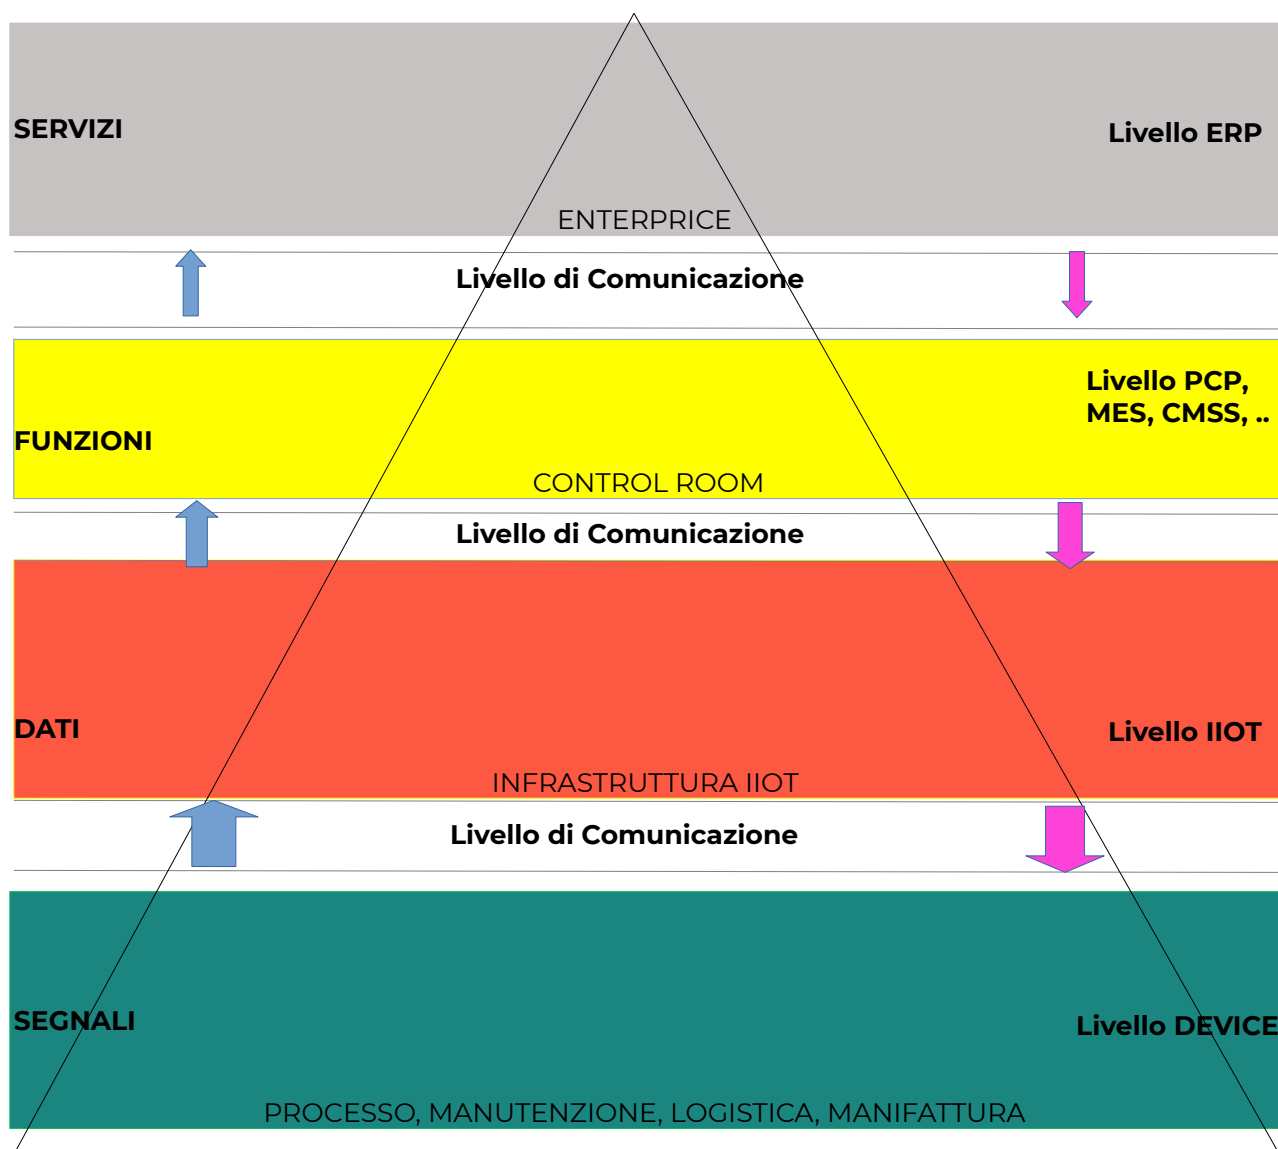 SERVIZI
Livello ERP
ENTERPRICE
Livello di Comunicazione
Livello PCP,
MES, CMSS, ..
FUNZIONI
CONTROL ROOM
Livello di Comunicazione
DATI
Livello IIOT
INFRASTRUTTURA IIOT
Livello di Comunicazione
SEGNALI
Livello DEVICE
PROCESSO, MANUTENZIONE, LOGISTICA, MANIFATTURA